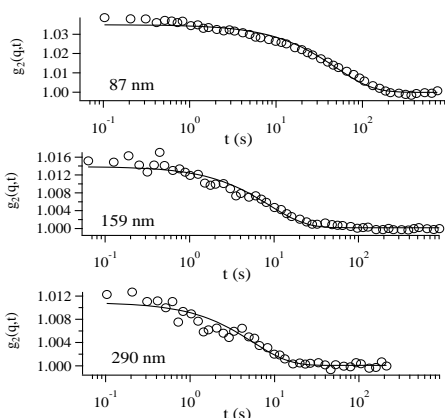 g2(q,t)
1.03
1.02
1.01
1.00
87 nm
10^-1 10^0 10^1 10^2
t (s)
g2(q,t)
1.016
1.012
1.008
1.004
1.000
159 nm
10^-1 10^0 10^1 10^2
t (s)
g2(q,t)
1.012
1.008
1.004
1.000
290 nm
10^-1 10^0 10^1 10^2
t (s)